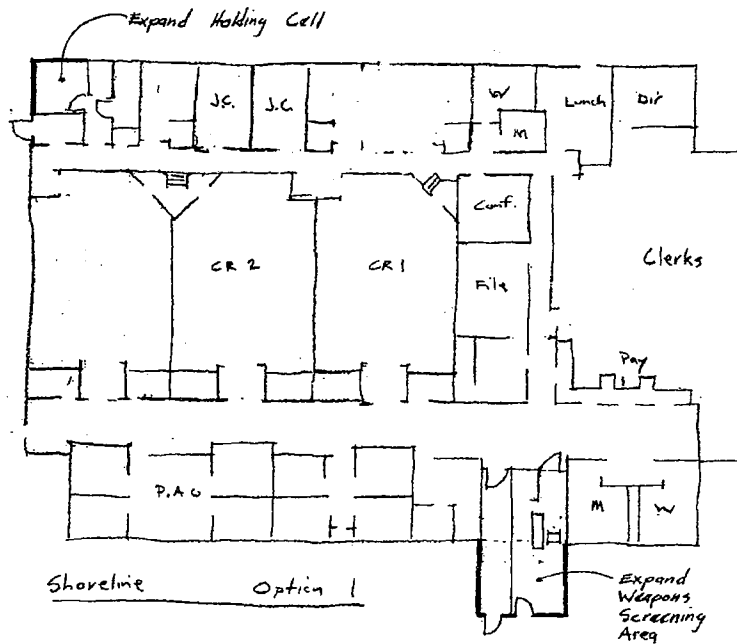 Expand Holding Cell
J.C.
J.C.
W
M
Lunch
Dir
Conf.
CR 2
CR 1
File
Clerks
Pay
P.A.O
M
W
Shoreline Option 1
Expand
Weapons
Screening
Area